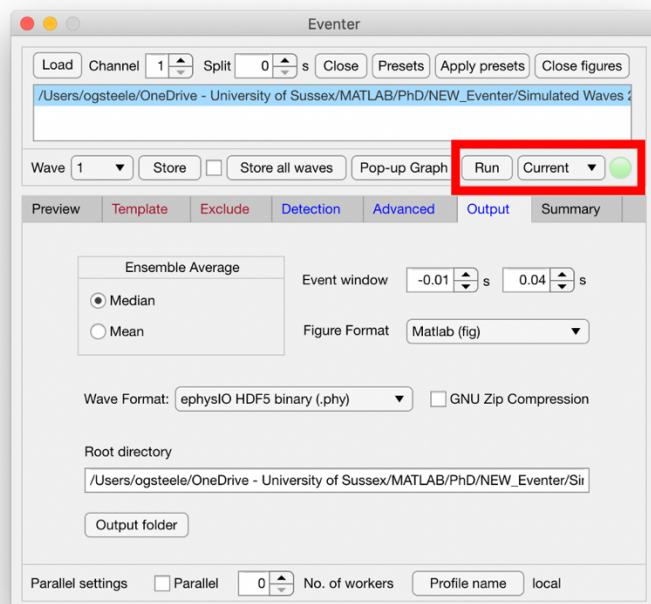 Eventer
Load Channel 1 Split 0 s Close Presets Apply presets Close figures
/Users/ogsteele/OneDrive - University of Sussex/MATLAB/PhD/NEW_Eventer/Simulated Waves 2
Wave 1 Store Store all waves Pop-up Graph Run Current
Preview Template Exclude Detection Advanced Output Summary
Ensemble Average
Event window -0.01 s 0.04 s
Median
Mean
Figure Format Matlab (fig)
Wave Format: ephysIO HDF5 binary (.phy) GNU Zip Compression
Root directory
/Users/ogsteele/OneDrive - University of Sussex/MATLAB/PhD/NEW_Eventer/Sir
Output folder
Parallel settings Parallel 0 No. of workers Profile name local